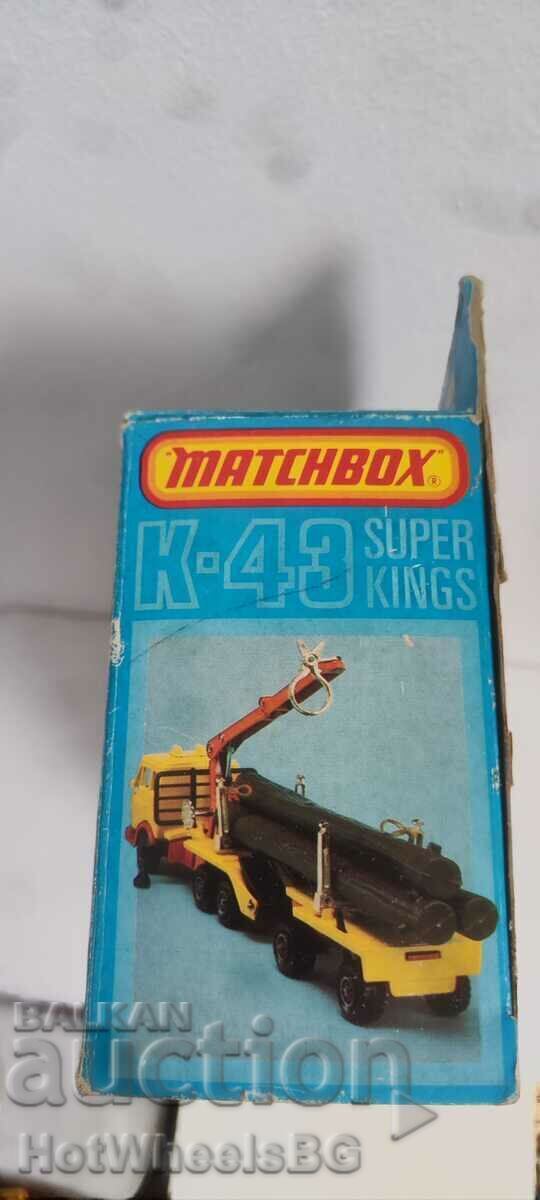 "MATCHBOX"®
K-43 SUPER
KINGS
BALKAN
auction
HotWheelsBG